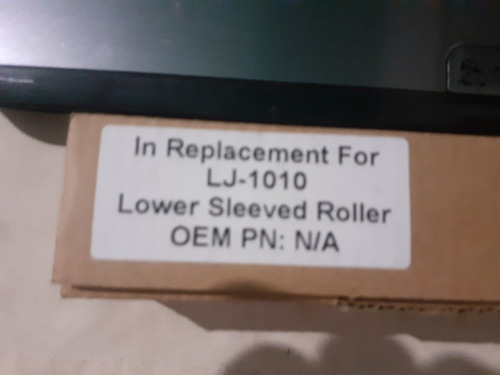 In Replacement For
LJ-1010
Lower Sleeved Roller
OEM PN: N/A